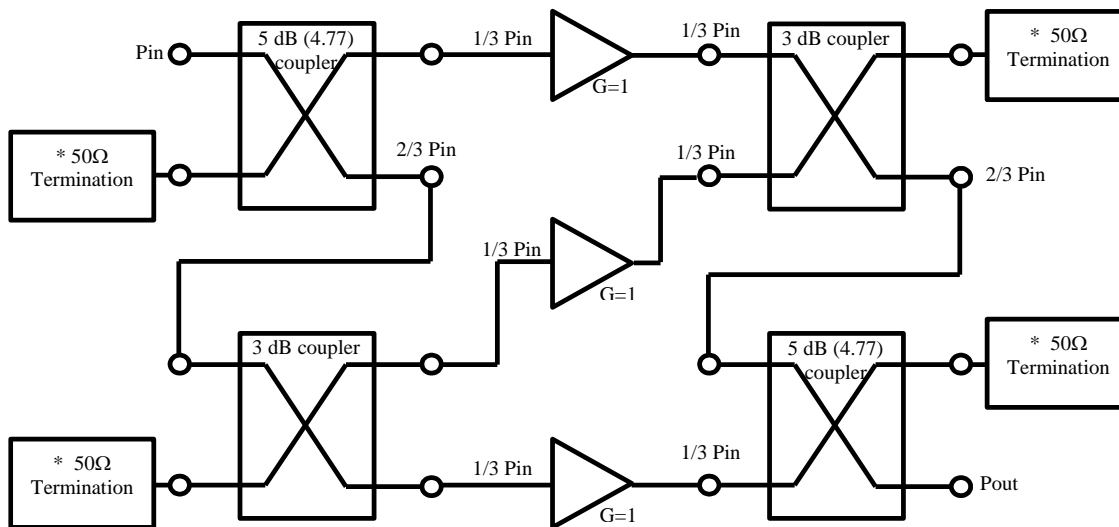 Pin
5 dB (4.77)
coupler
1/3 Pin
G=1
1/3 Pin
3 dB coupler
* 50Ω
Termination
* 50Ω
Termination
2/3 Pin
1/3 Pin
2/3 Pin
1/3 Pin
G=1
3 dB coupler
5 dB (4.77)
coupler
* 50Ω
Termination
* 50Ω
Termination
1/3 Pin
G=1
1/3 Pin
Pout